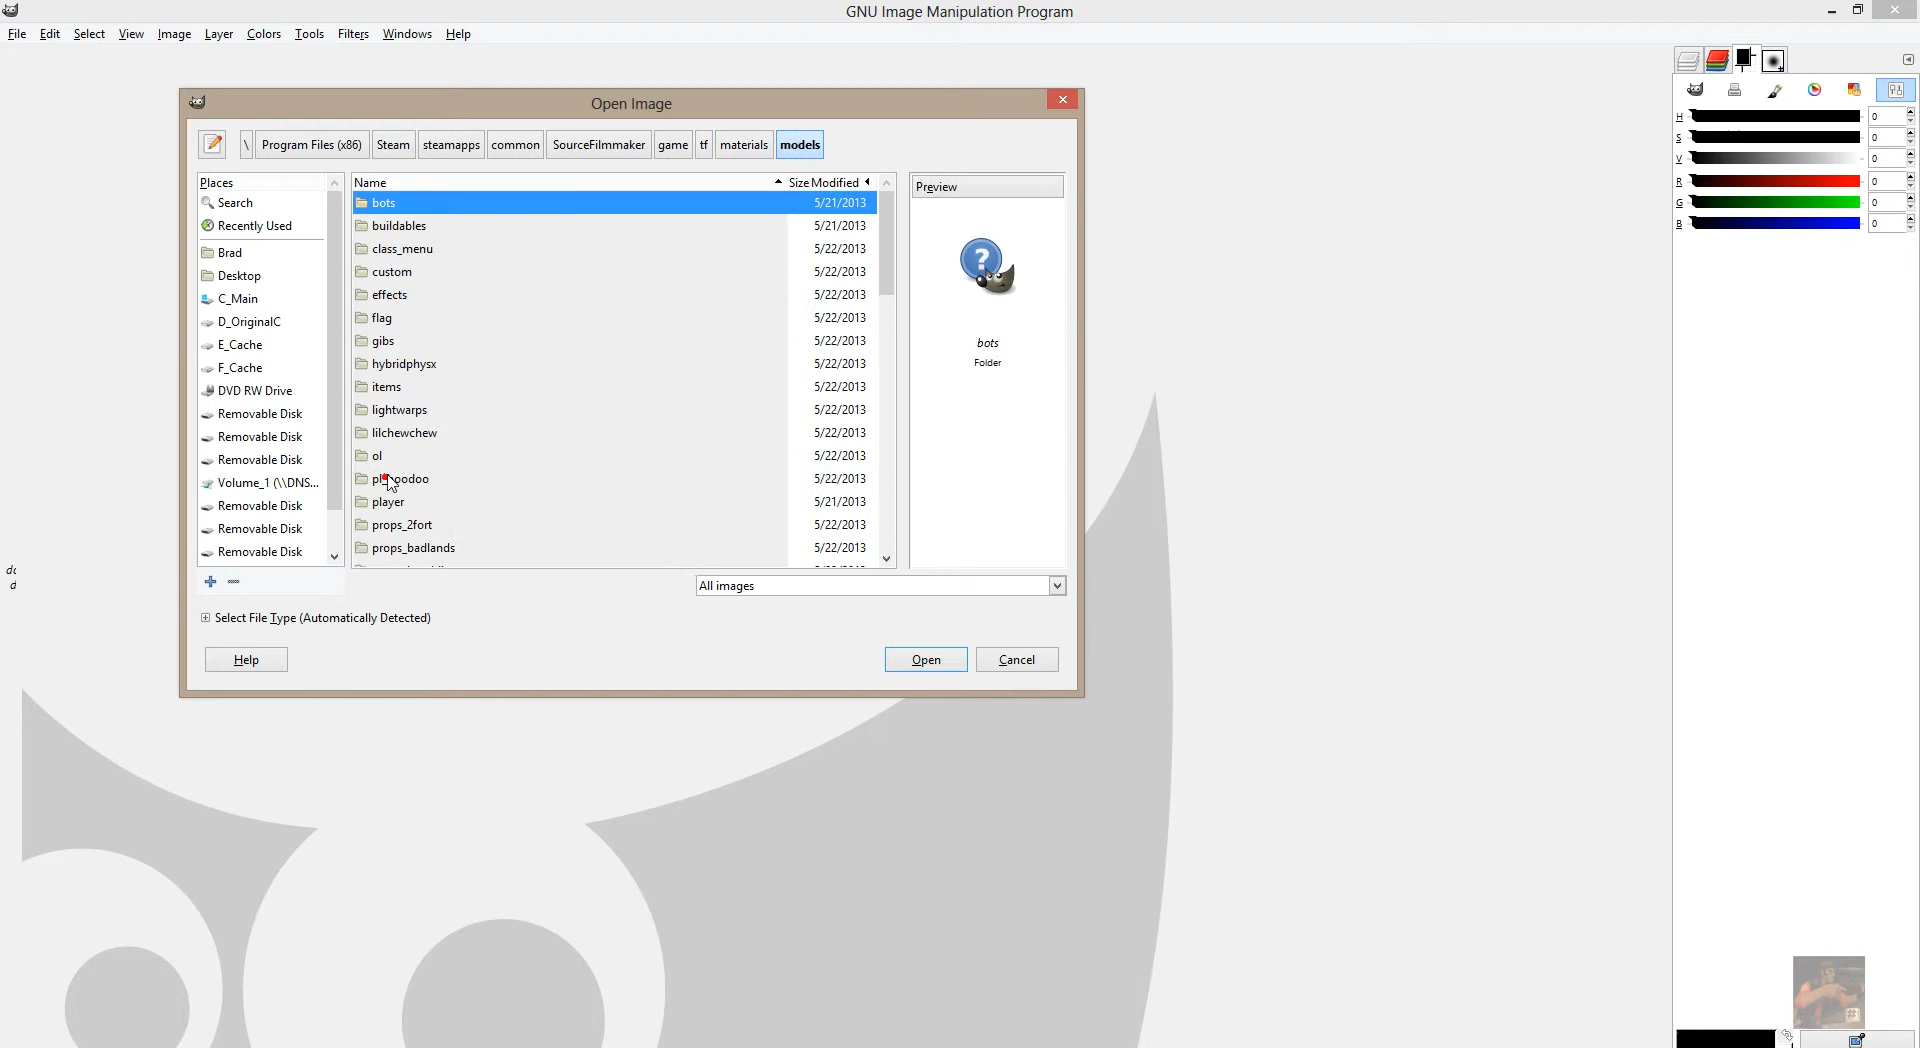 GNU Image Manipulation Program
File Edit Select View Image Layer Colors Tools Filters Windows Help
Open Image
\ Program Files (x86) Steam steamapps common SourceFilmmaker game tf materials models
Places
Search
Recently Used
Brad
Desktop
C_Main
D_OriginalC
E_Cache
F_Cache
DVD RW Drive
Removable Disk
Removable Disk
Removable Disk
Volume_1 (\\DNS...
Removable Disk
Removable Disk
Removable Disk
Name Size Modified
bots 5/21/2013
buildables 5/21/2013
class_menu 5/22/2013
custom 5/22/2013
effects 5/22/2013
flag 5/22/2013
gibs 5/22/2013
hybridphysx 5/22/2013
items 5/22/2013
lightwarps 5/22/2013
lilchewchew 5/22/2013
ol 5/22/2013
5/22/2013
player 5/21/2013
props_2fort 5/22/2013
props_badlands 5/22/2013
Preview
bots
Folder
All images
Select File Type (Automatically Detected)
Help
Open
Cancel
H 0
S 0
V 0
R 0
G 0
B 0